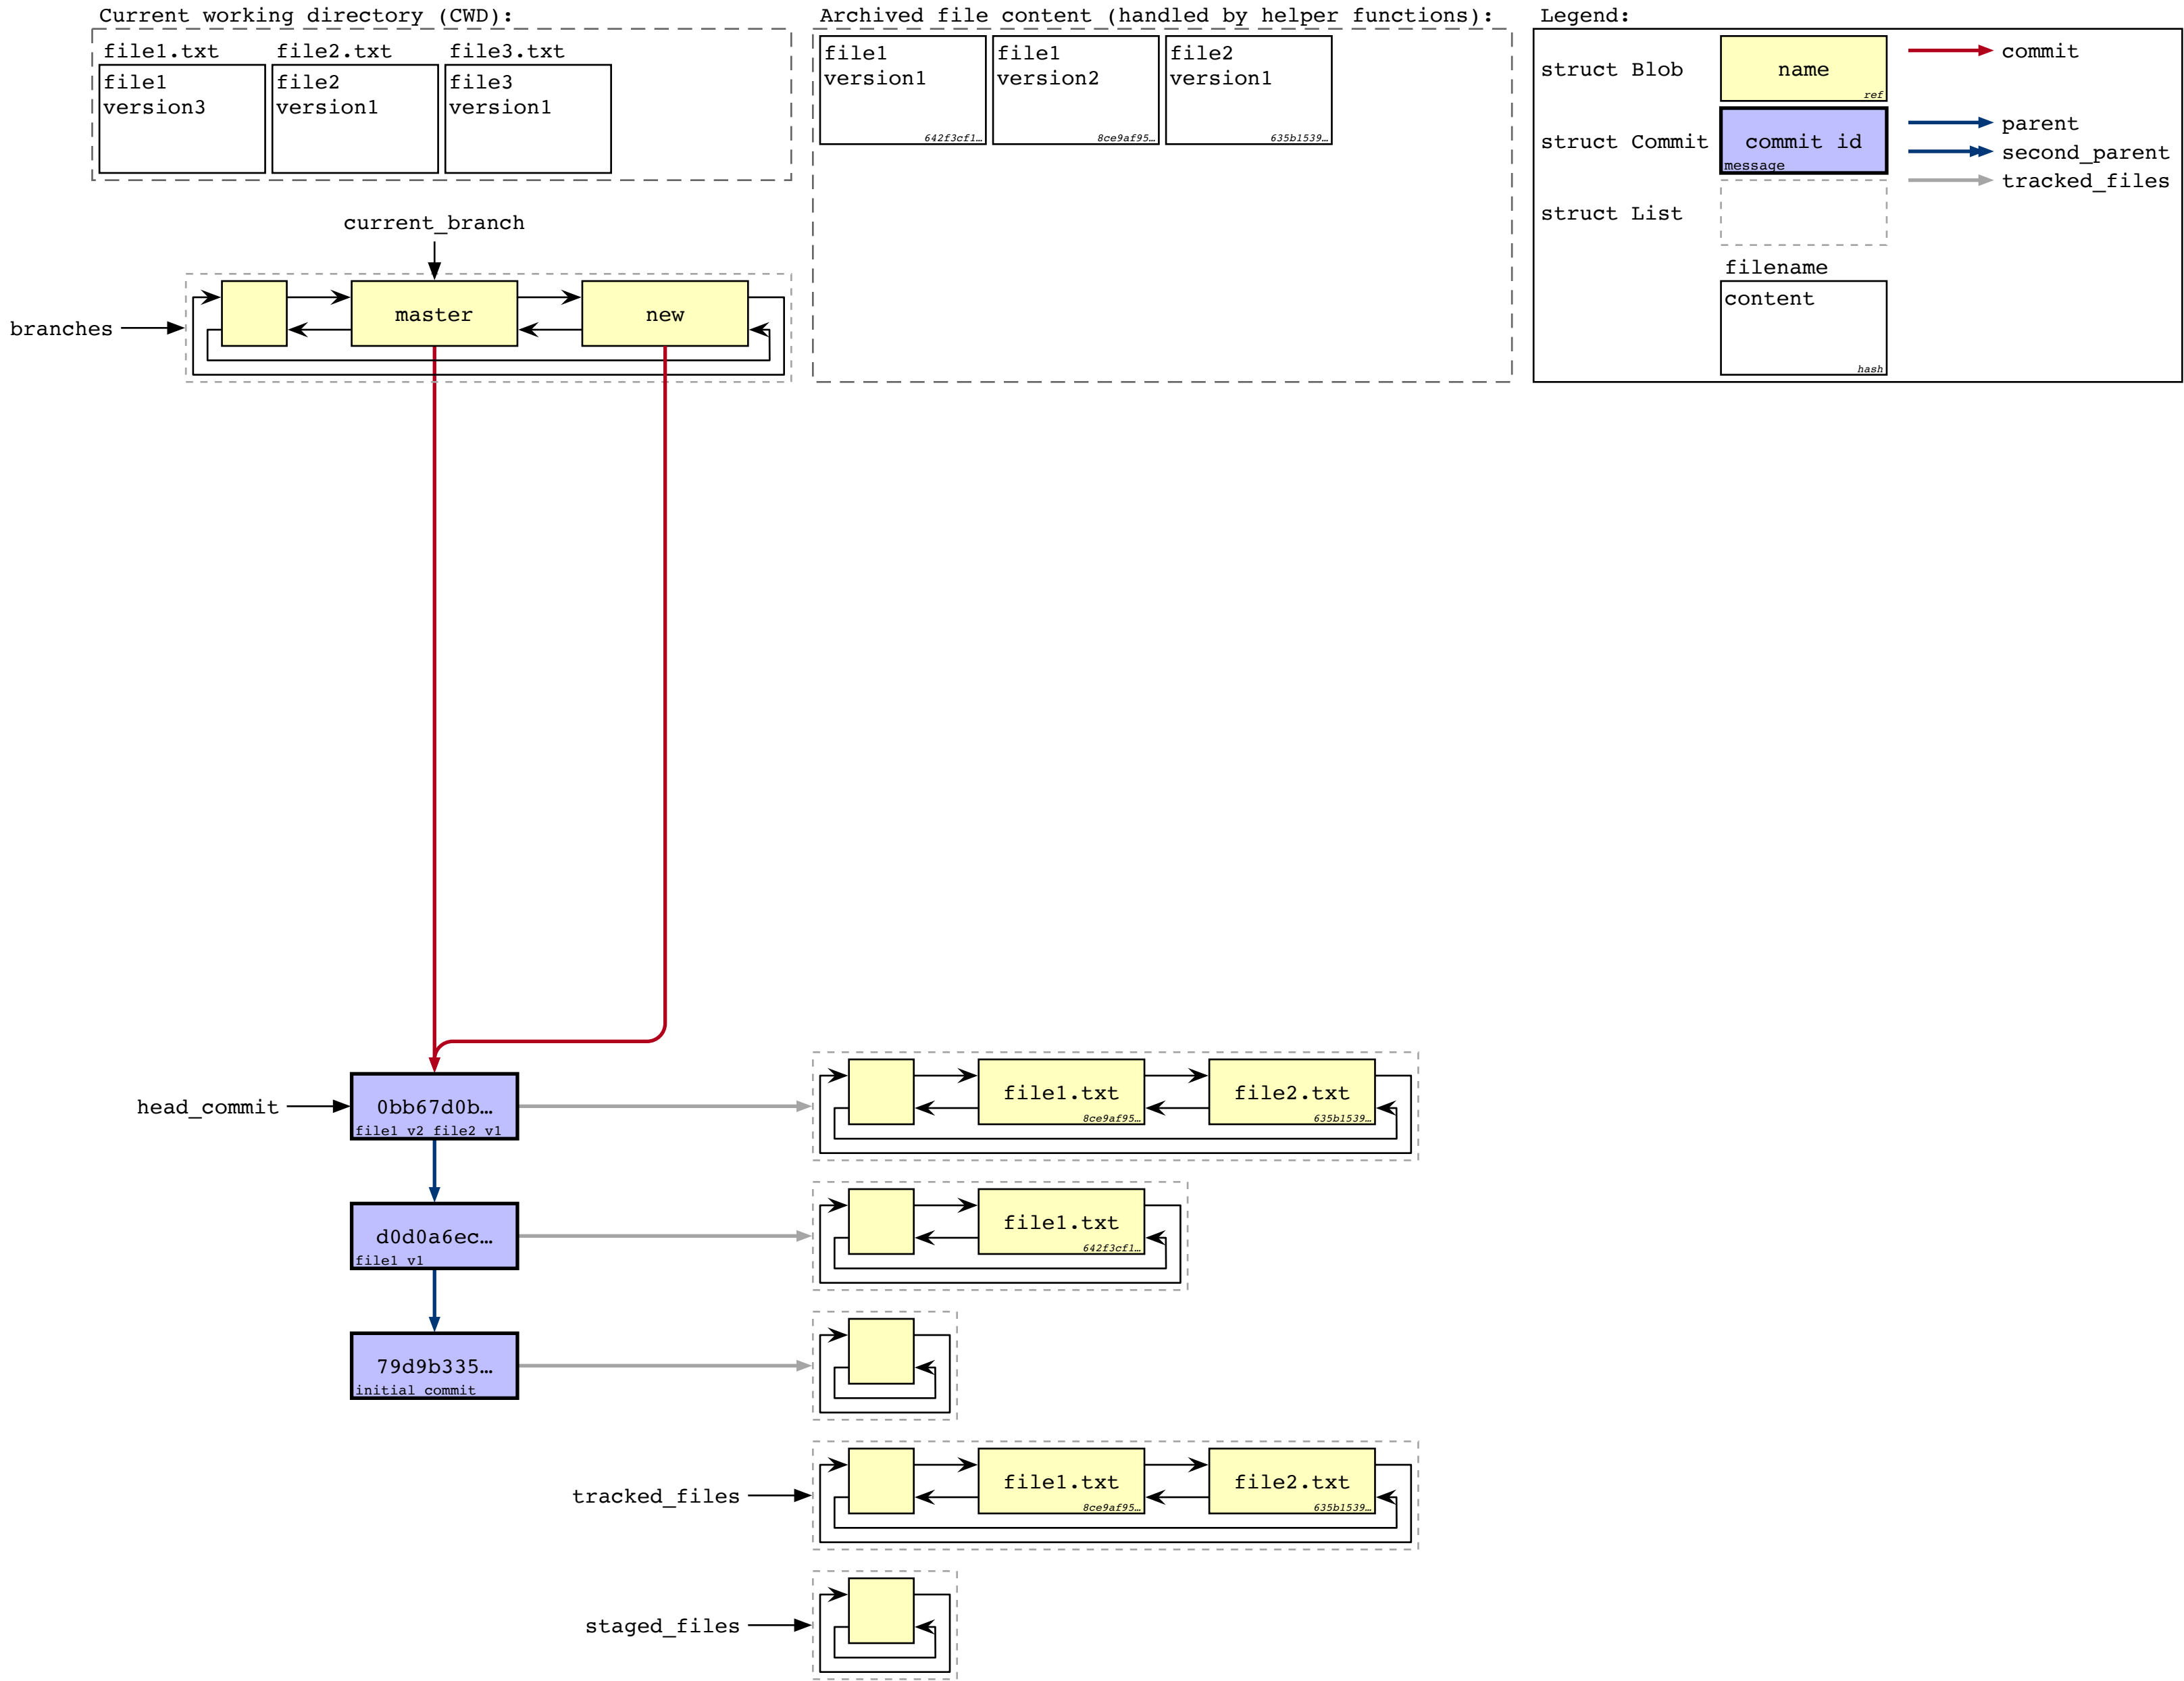 Current working directory (CWD):
file1.txt
file2.txt
file3.txt
file1
version3
file2
version1
file3
version1
Archived file content (handled by helper functions):
file1
version1
642f3cf1…
file1
version2
8ce9af95…
file2
version1
635b1539…
Legend:
struct Blob
name
ref
struct Commit
commit id
message
struct List
filename
content
hash
commit
parent
second_parent
tracked_files
current_branch
branches
master
new
head_commit
0bb67d0b…
file1 v2 file2 v1
file1.txt
8ce9af95…
file2.txt
635b1539…
d0d0a6ec…
file1 v1
file1.txt
642f3cf1…
79d9b335…
initial commit
tracked_files
file1.txt
8ce9af95…
file2.txt
635b1539…
staged_files